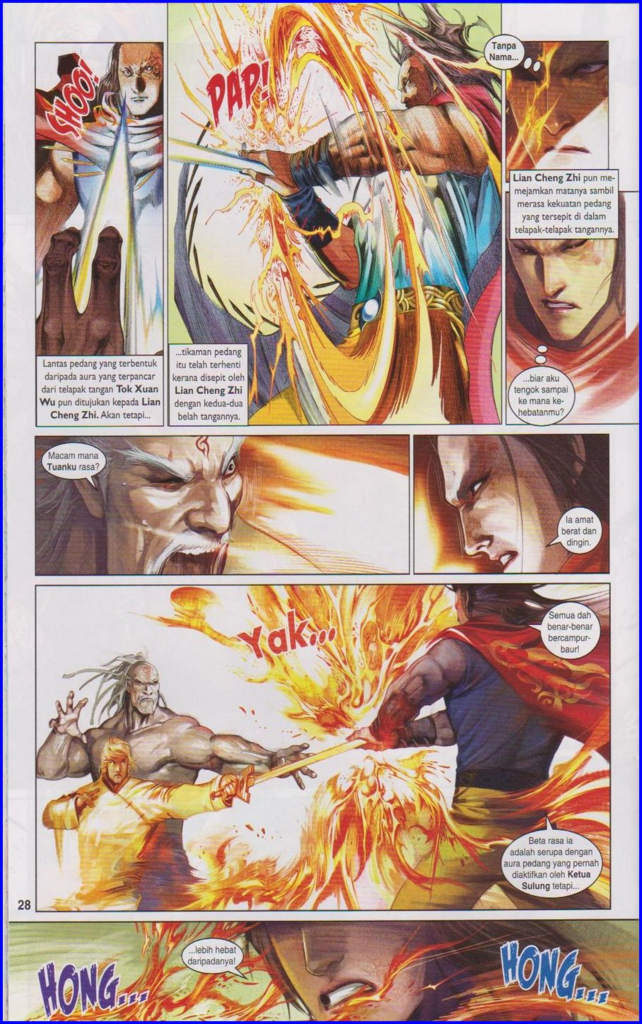 SHOO!
Lantas pedang yang terbentuk
daripada aura yang terpancar
dari telapak tangan Tok Xuan
Wu pun ditujukan kepada Lian
Cheng Zhi. Akan tetapi...
PAP!
...tikaman pedang
itu telah terhenti
kerana disepit oleh
Lian Cheng Zhi
dengan kedua-dua
belah tangannya.
Tanpa
Nama...
Lian Cheng Zhi pun me-
mejamkan matanya sambil
merasa kekuatan pedang
yang tersepit di dalam
telapak-telapak tangannya.
...biar aku
tengok sampai
ke mana ke-
hebatanmu?
Macam mana
Tuanku rasa?
Ia amat
berat dan
dingin.
Yak...
Semua dah
benar-benar
bercampur-
baur!
Beta rasa ia
adalah serupa dengan
aura pedang yang pernah
diaktifkan oleh Ketua
Sulung tetapi...
28
...lebih hebat
daripadanya!
HONG...
HONG...